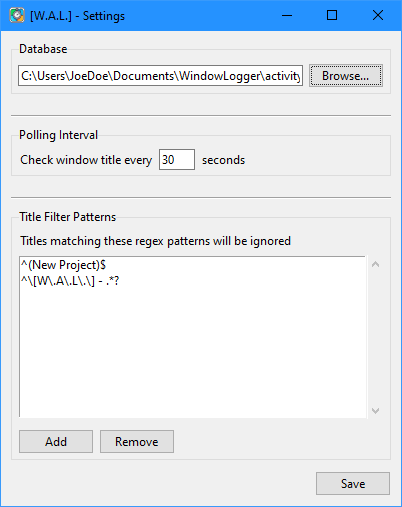 [W.A.L.] - Settings
Database
C:\Users\JoeDoe\Documents\WindowLogger\activity
Browse...
Polling Interval
Check window title every 30 seconds
Title Filter Patterns
Titles matching these regex patterns will be ignored
^(New Project)$
^\[W\.A\.L\.\] - .*?
Add Remove
Save